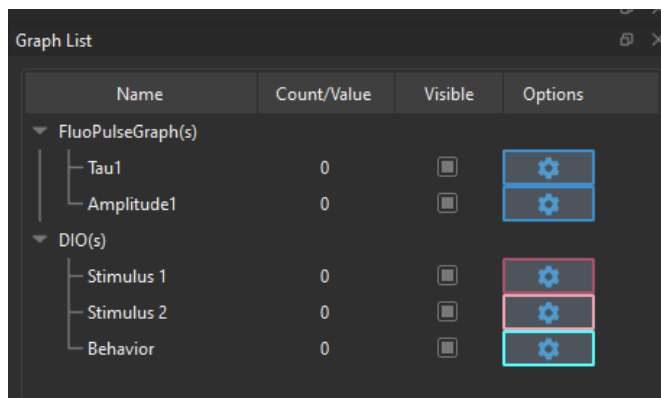 Graph List
Name Count/Value Visible Options
FluoPulseGraph(s)
Tau1 0
Amplitude1 0
DIO(s)
Stimulus 1 0
Stimulus 2 0
Behavior 0